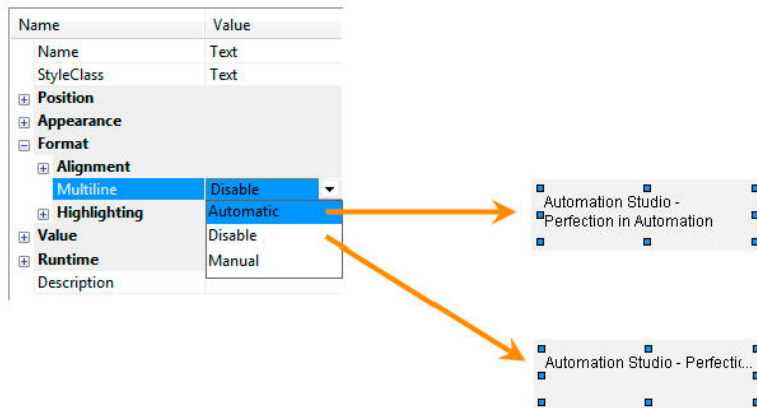 Name Value
Name Text
StyleClass Text
Position
Appearance
Format
Alignment
Multiline Disable
Highlighting Automatic
Value Disable
Runtime Manual
Description
Automation Studio -
Perfection in Automation
Automation Studio - Perfectic...